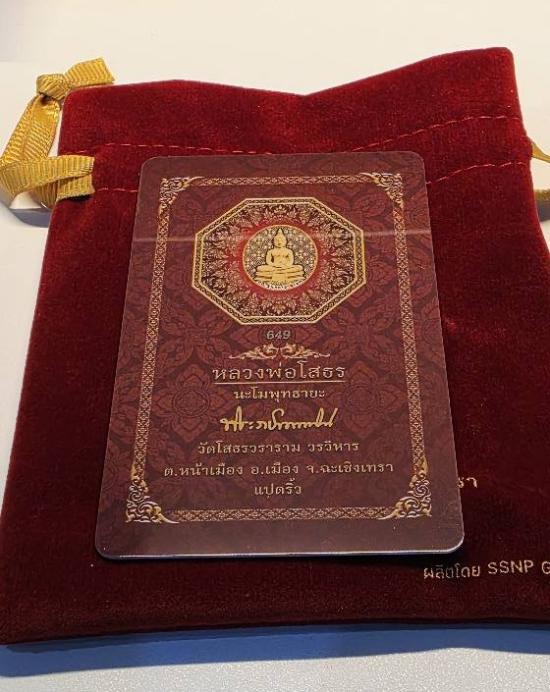 649
หลวงพ่อโสธร
นะโมพุทธายะ
วัดโสธรวราราม วรวิหาร
ต.หน้าเมือง อ.เมือง จ.ฉะเชิงเทรา
แปดริ้ว
รา
ผลิตโดย SSNP G